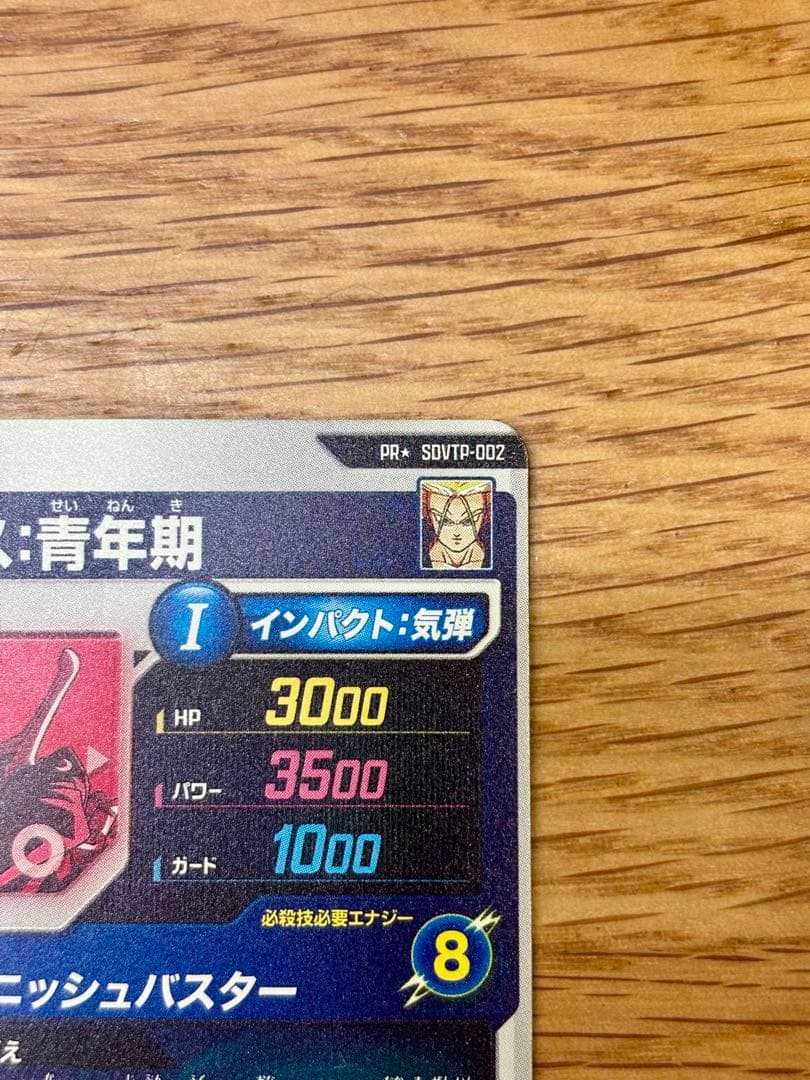 PR★ SDVTP-002
せい ねん き
ス:青年期
I インパクト:気弾
HP 3000
パワー 3500
ガード 1000
必殺技必要エナジー
8
ニッシュバスター
え